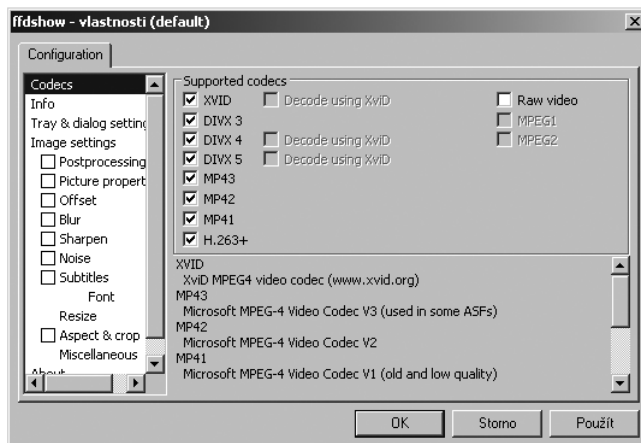 ffdshow - vlastnosti (default)
Configuration
Codecs
Info
Tray & dialog setting
Image settings
Postprocessing
Picture propert
Offset
Blur
Sharpen
Noise
Subtitles
Font
Resize
Aspect & crop
Miscellaneous
About
Supported codecs
XVID Decode using XviD Raw video
DIVX 3 MPEG1
DIVX 4 Decode using XviD MPEG2
DIVX 5 Decode using XviD
MP43
MP42
MP41
H.263+
XVID
XviD MPEG4 video codec (www.xvid.org)
MP43
Microsoft MPEG-4 Video Codec V3 (used in some ASFs)
MP42
Microsoft MPEG-4 Video Codec V2
MP41
Microsoft MPEG-4 Video Codec V1 (old and low quality)
OK Storno Použít